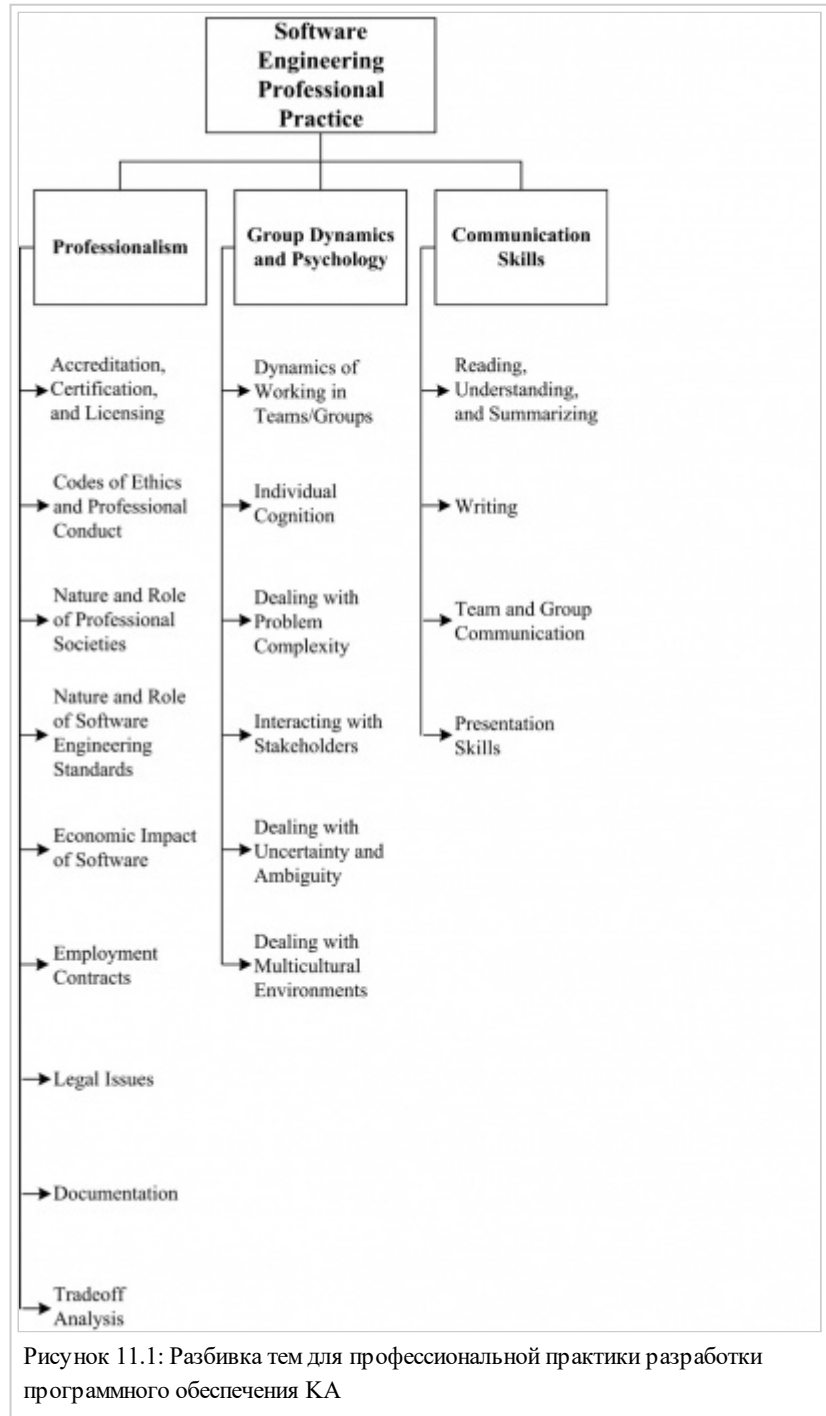 Software
Engineering
Professional
Practice
Professionalism
Group Dynamics
and Psychology
Communication
Skills
Accreditation,
Certification,
and Licensing
Codes of Ethics
and Professional
Conduct
Nature and Role
of Professional
Societies
Nature and Role
of Software
Engineering
Standards
Economic Impact
of Software
Employment
Contracts
Legal Issues
Documentation
Tradeoff
Analysis
Dynamics of
Working in
Teams/Groups
Individual
Cognition
Dealing with
Problem
Complexity
Interacting with
Stakeholders
Dealing with
Uncertainty and
Ambiguity
Dealing with
Multicultural
Environments
Reading,
Understanding,
and Summarizing
Writing
Team and Group
Communication
Presentation
Skills
Рисунок 11.1: Разбивка тем для профессиональной практики разработки
программного обеспечения KA